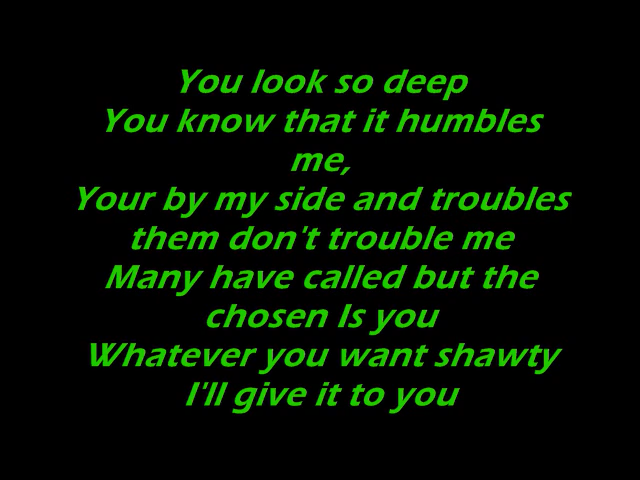 You look so deep
You know that it humbles
me,
Your by my side and troubles
them don't trouble me
Many have called but the
chosen Is you
Whatever you want shawty
I'll give it to you